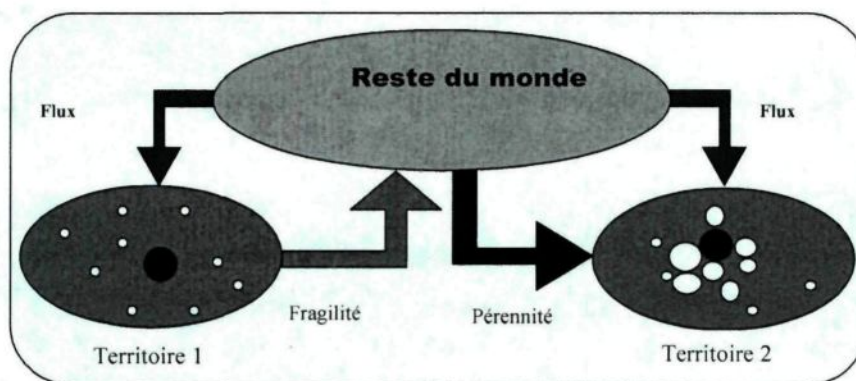 Reste du monde
Flux
Flux
Fragilité
Pérennité
Territoire 1
Territoire 2